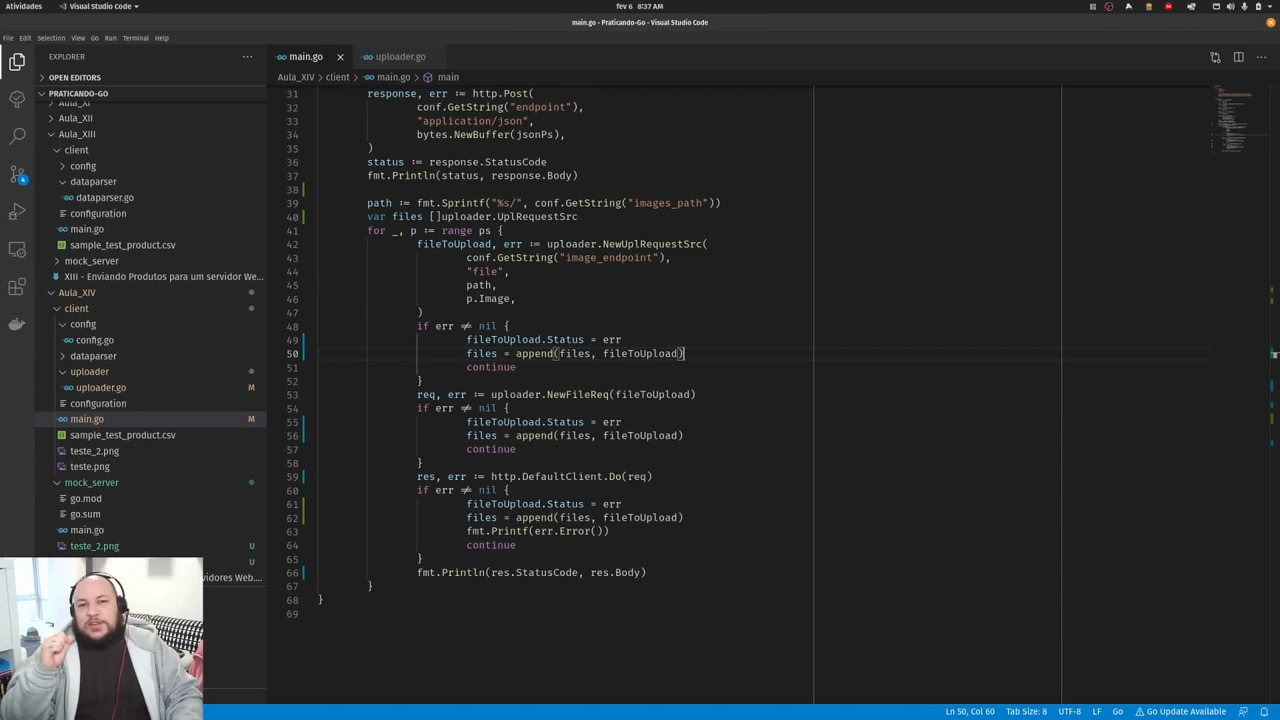 Atividades
Visual Studio Code
fev 6 8:37 AM
main.go - Praticando-Go - Visual Studio Code
File Edit Selection View Go Run Terminal Help
EXPLORER
OPEN EDITORS
PRATICANDO-GO
Aula_XI
Aula_XII
Aula_XIII
client
config
dataparser
dataparser.go
configuration
main.go
sample_test_product.csv
mock_server
XIII - Enviando Produtos para um servidor We...
Aula_XIV
client
config
config.go
uploader
uploader.go M
configuration
main.go M
sample_test_product.csv
teste_2.png
teste.png
mock_server
go.mod
go.sum
main.go
teste_2.png U
U
vidores Web....
4
main.go
uploader.go
Aula_XIV > client > main.go > main
31 response, err := http.Post(
32 conf.GetString("endpoint"),
33 "application/json",
34 bytes.NewBuffer(jsonPs),
35 )
36 status := response.StatusCode
37 fmt.Println(status, response.Body)
38
39 path := fmt.Sprintf("%s/", conf.GetString("images_path"))
40 var files []uploader.UplRequestSrc
41 for _, p := range ps {
42 fileToUpload, err := uploader.NewUplRequestSrc(
43 conf.GetString("image_endpoint"),
44 "file",
45 path,
46 p.Image,
47 )
48 if err ≠ nil {
49 fileToUpload.Status = err
50 files = append(files, fileToUpload)
51 continue
52 }
53 req, err := uploader.NewFileReq(fileToUpload)
54 if err ≠ nil {
55 fileToUpload.Status = err
56 files = append(files, fileToUpload)
57 continue
58 }
59 res, err := http.DefaultClient.Do(req)
60 if err ≠ nil {
61 fileToUpload.Status = err
62 files = append(files, fileToUpload)
63 fmt.Printf(err.Error())
64 continue
65 }
66 fmt.Println(res.StatusCode, res.Body)
67 }
68 }
69
Ln 50, Col 60 Tab Size: 8 UTF-8 LF Go Go Update Available